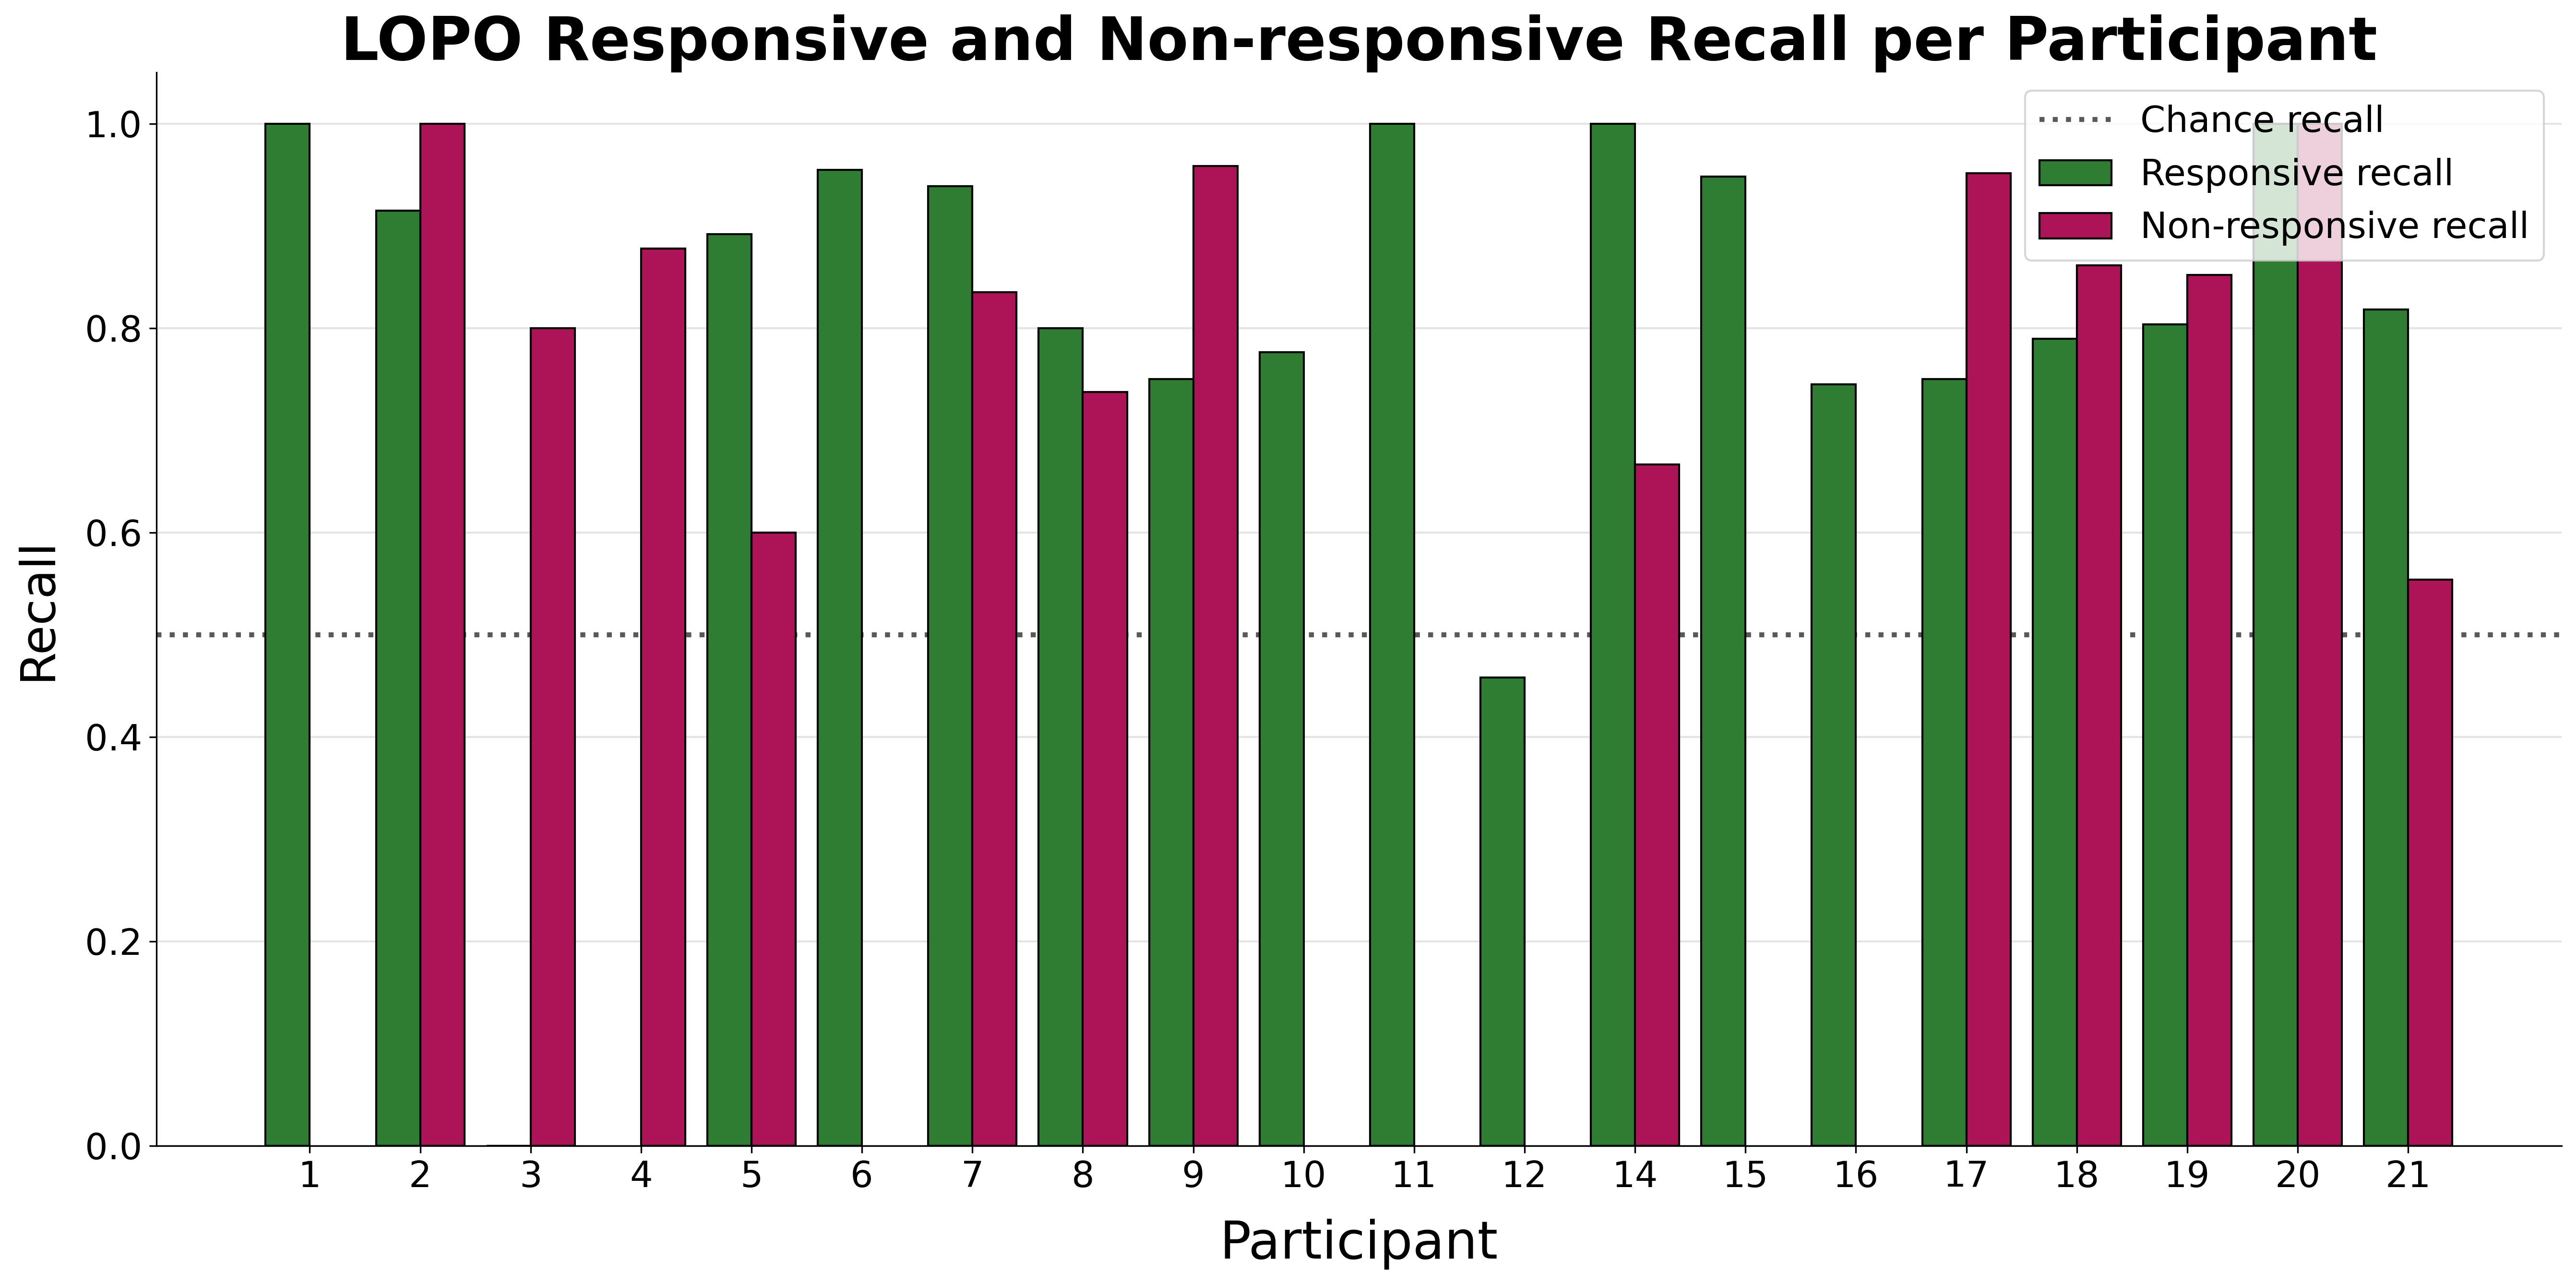 LOPO Responsive and Non-responsive Recall per Participant
Chance recall
Responsive recall
Non-responsive recall
Recall
1.0
0.8
0.6
0.4
0.2
0.0
1 2 3 4 5 6 7 8 9 10 11 12 14 15 16 17 18 19 20 21
Participant